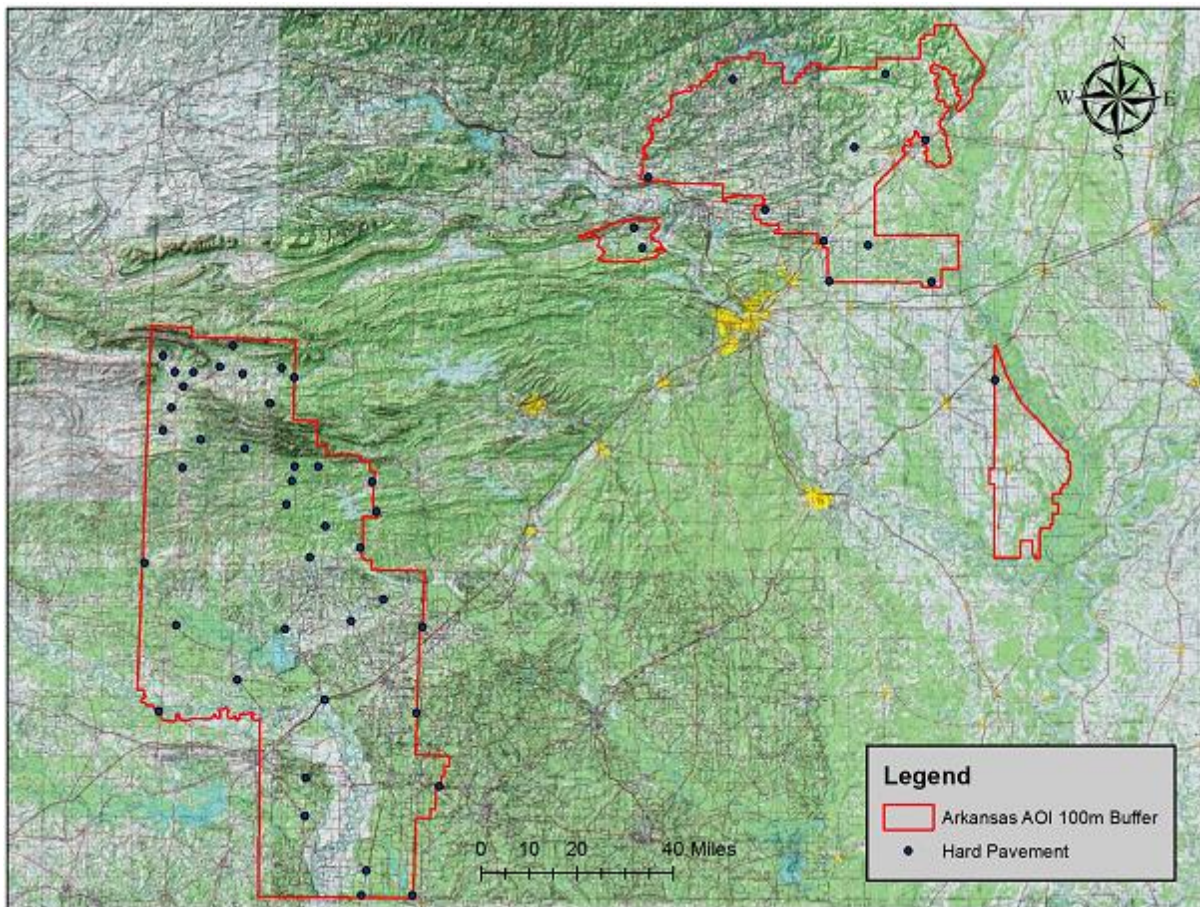 N
W E
S
Legend
Arkansas AOI 100m Buffer
Hard Pavement
0 10 20 40 Miles